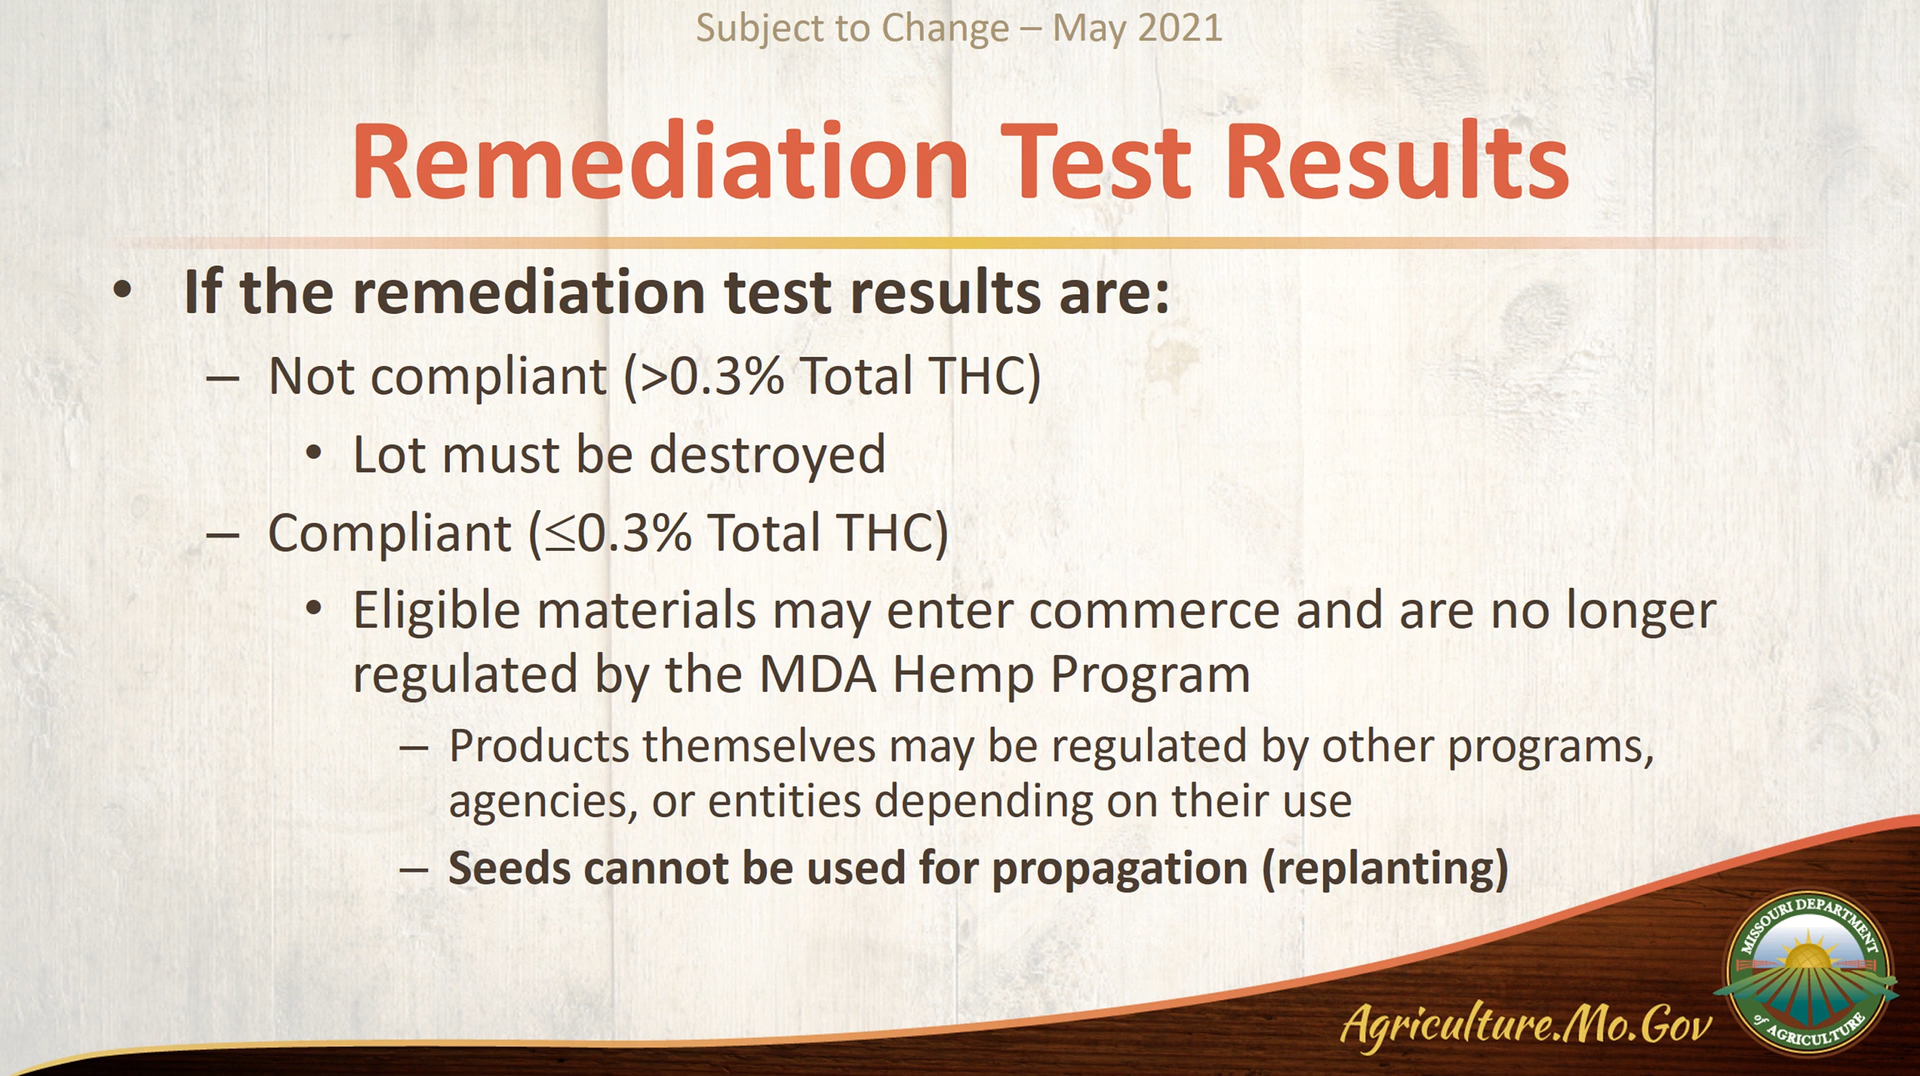 Subject to Change – May 2021
Remediation Test Results
• If the remediation test results are:
– Not compliant (>0.3% Total THC)
• Lot must be destroyed
– Compliant (≤0.3% Total THC)
• Eligible materials may enter commerce and are no longer
regulated by the MDA Hemp Program
– Products themselves may be regulated by other programs,
agencies, or entities depending on their use
– Seeds cannot be used for propagation (replanting)
Agriculture.Mo.Gov
MISSOURI DEPARTMENT
of AGRICULTURE